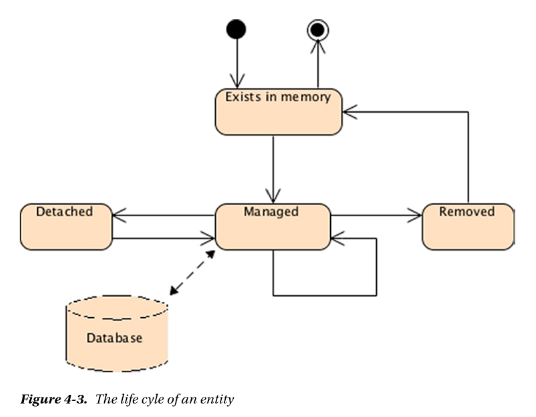 Exists in memory
Detached
Managed
Removed
Database
Figure 4-3. The life cyle of an entity